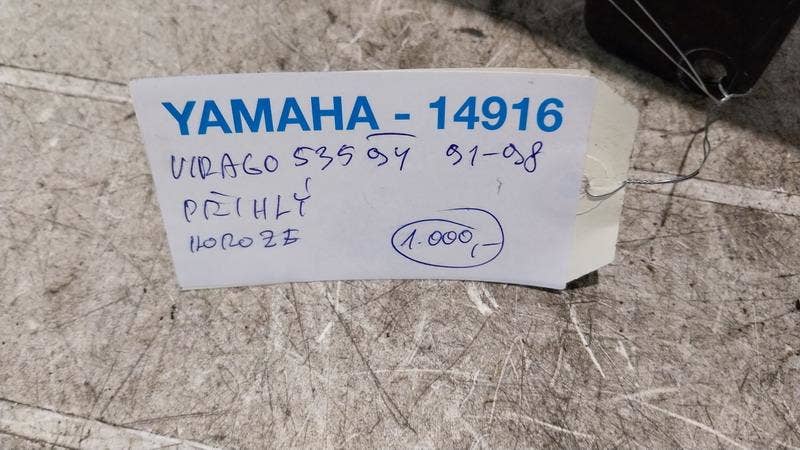 YAMAHA - 14916
VIRAGO 535 94 91-98
PŘIHLÝ
HOROZE
1.000,-